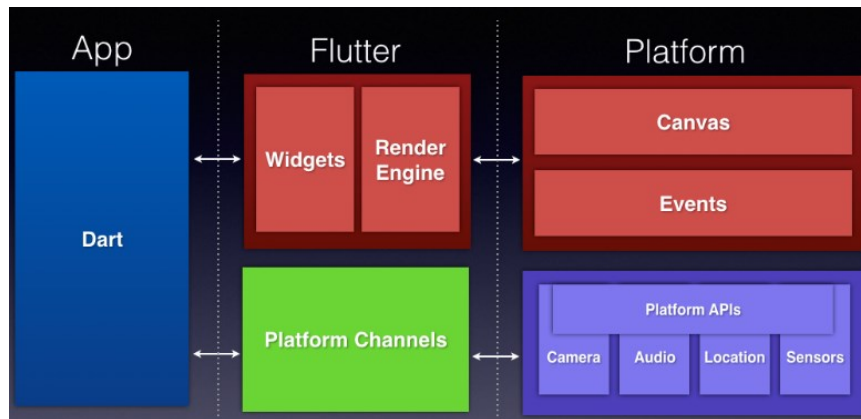 App
Flutter
Platform
Dart
Widgets
Render
Engine
Canvas
Events
Platform Channels
Platform APIs
Camera
Audio
Location
Sensors